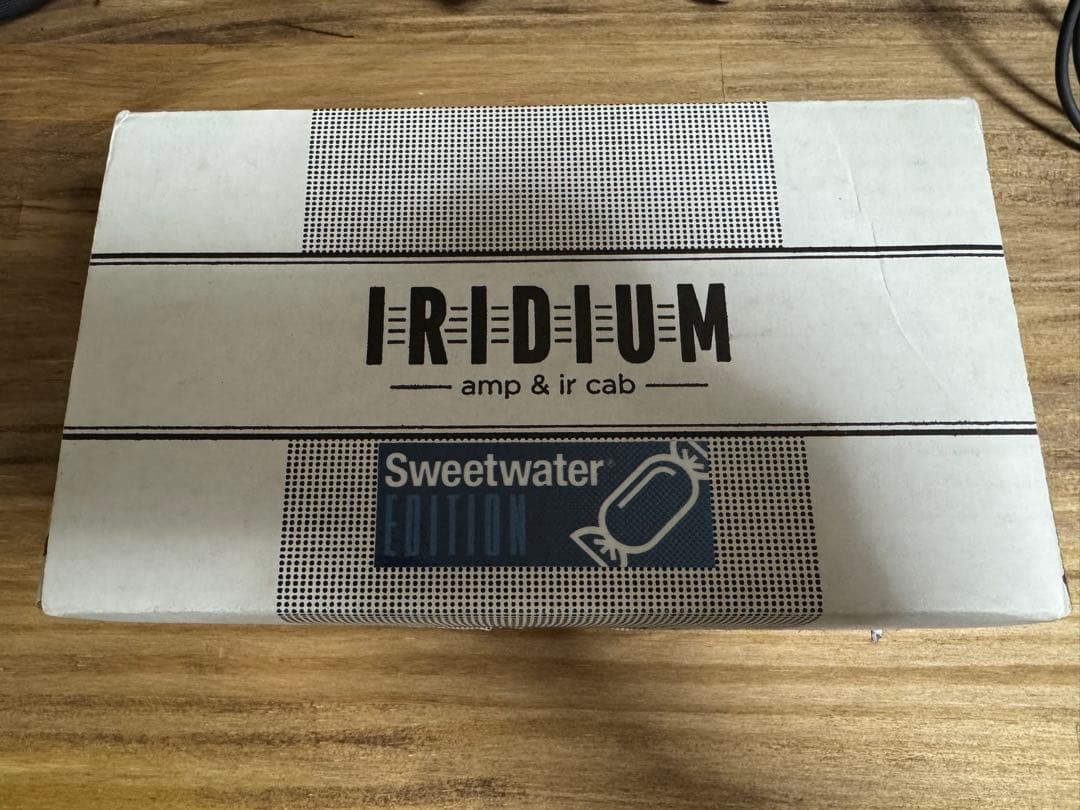 IRIDIUM
amp & ir cab
Sweetwater
EDITION